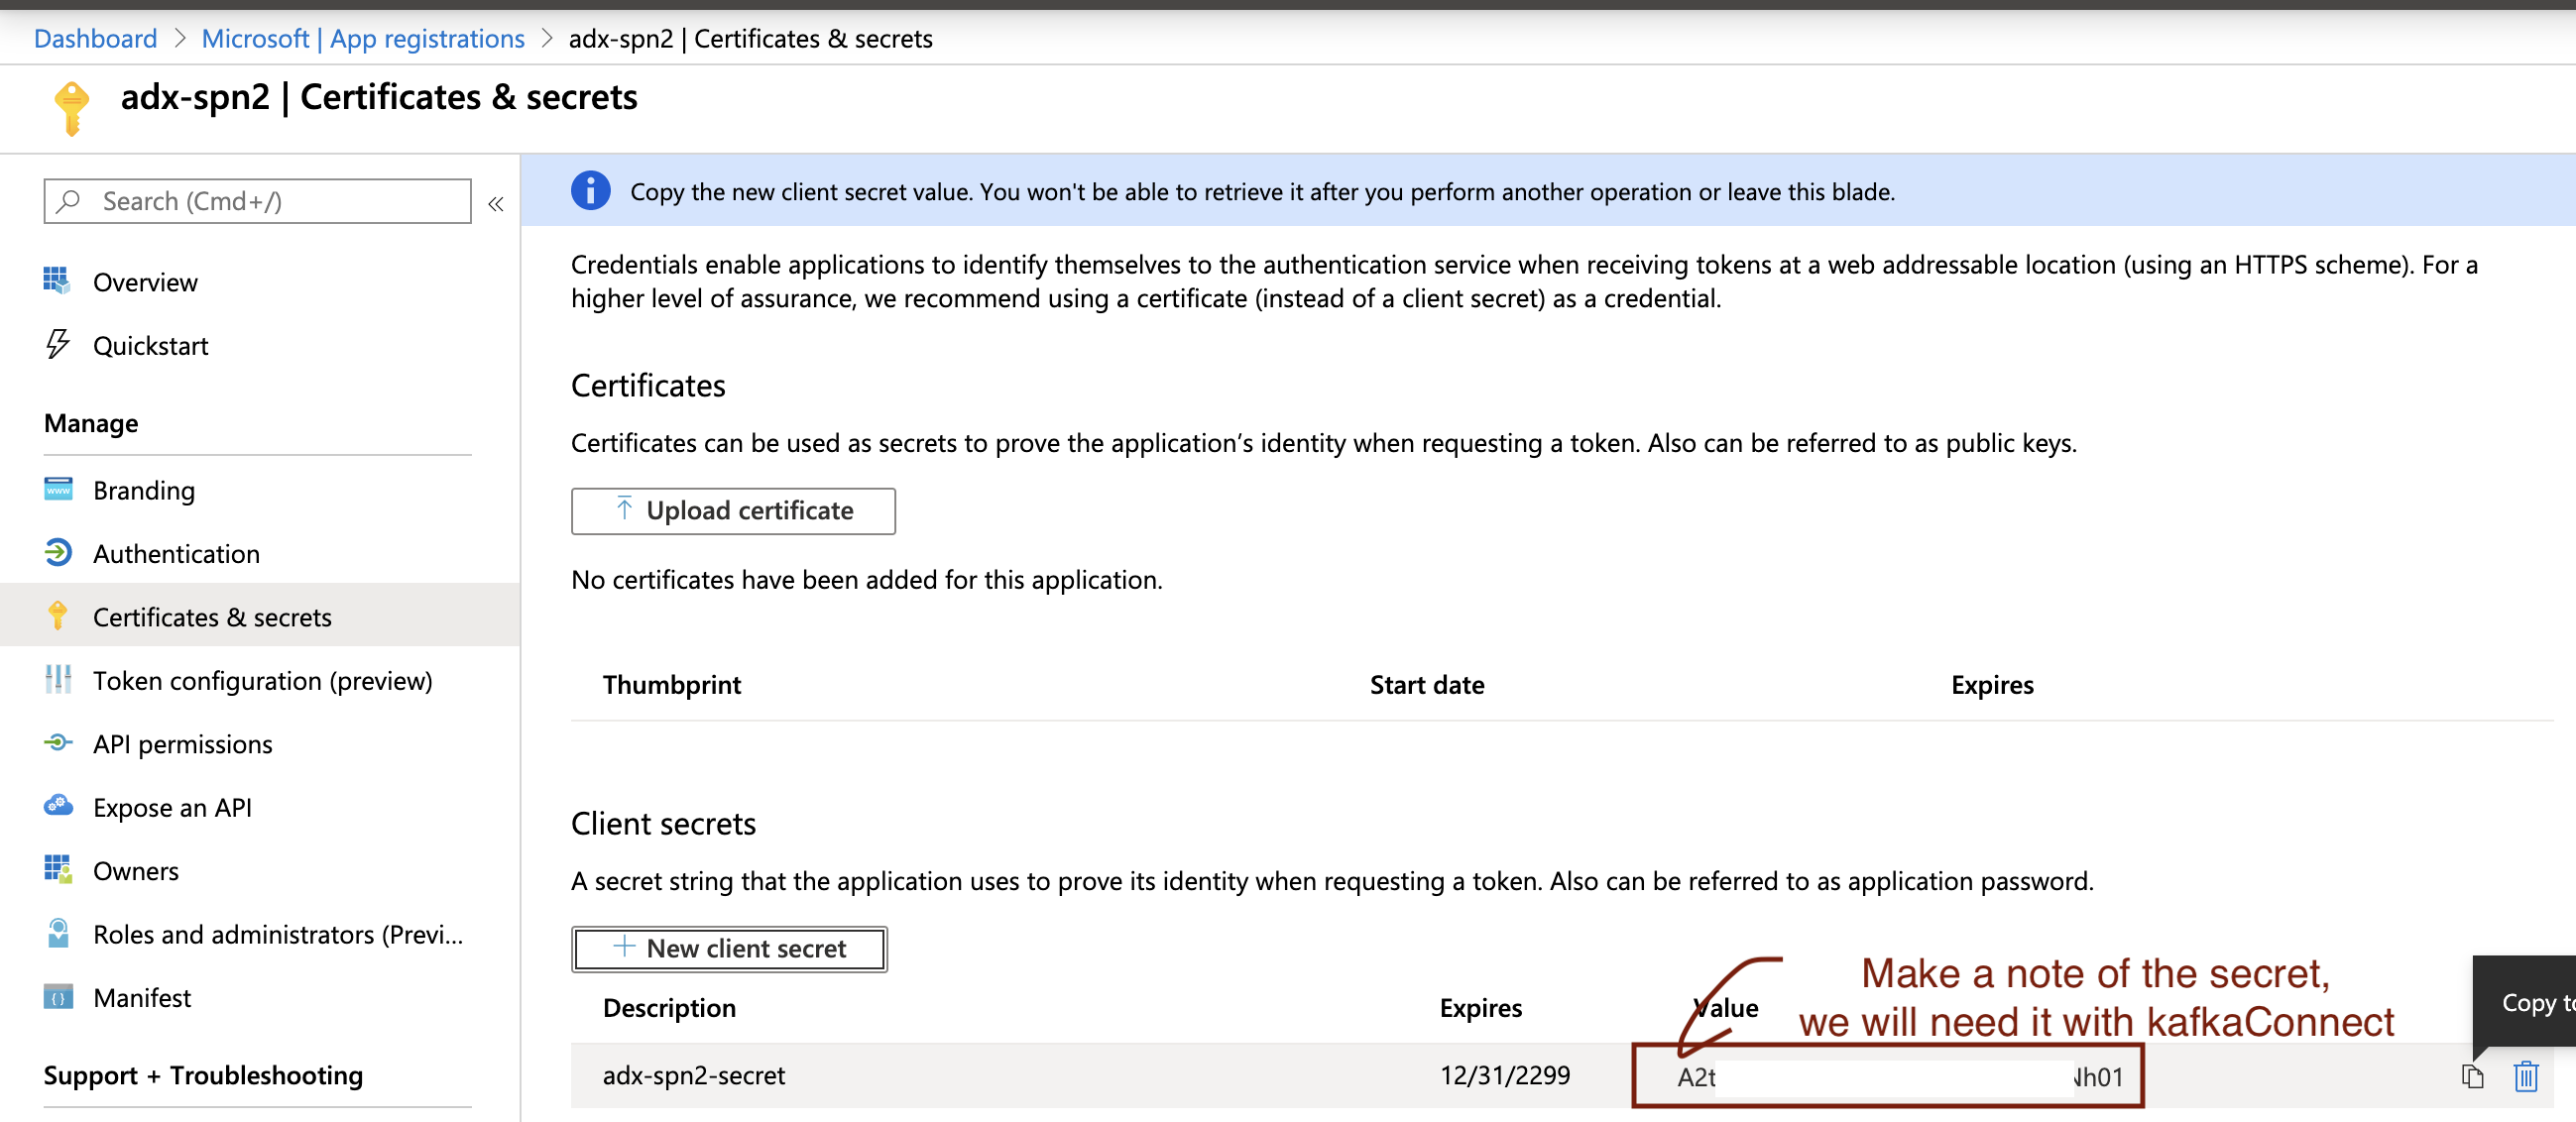 Dashboard > Microsoft | App registrations > adx-spn2 | Certificates & secrets
adx-spn2 | Certificates & secrets
Search (Cmd+/)
«
Overview
Quickstart
Manage
Branding
Authentication
Certificates & secrets
Token configuration (preview)
API permissions
Expose an API
Owners
Roles and administrators (Previ...
Manifest
Support + Troubleshooting
Copy the new client secret value. You won't be able to retrieve it after you perform another operation or leave this blade.
Credentials enable applications to identify themselves to the authentication service when receiving tokens at a web addressable location (using an HTTPS scheme). For a
higher level of assurance, we recommend using a certificate (instead of a client secret) as a credential.
Certificates
Certificates can be used as secrets to prove the application’s identity when requesting a token. Also can be referred to as public keys.
Upload certificate
No certificates have been added for this application.
Thumbprint Start date Expires
Client secrets
A secret string that the application uses to prove its identity when requesting a token. Also can be referred to as application password.
New client secret
Make a note of the secret,
we will need it with kafkaConnect
Copy
Description Expires Value
adx-spn2-secret 12/31/2299 A2t Nh01